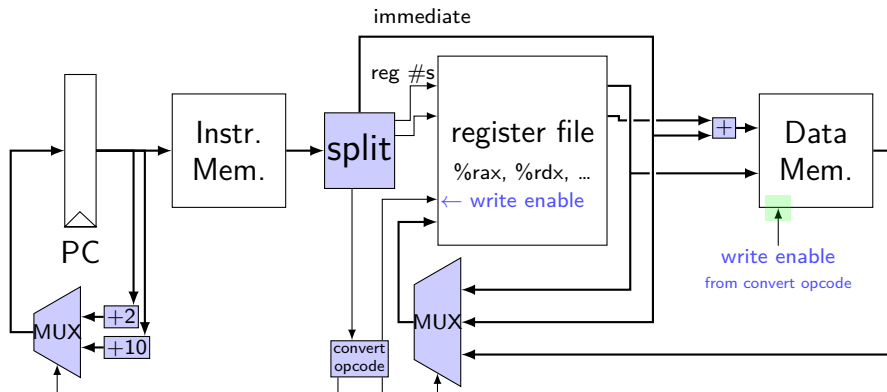 immediate
reg #s
Instr.
Mem.
split
register file
%rax, %rdx, ...
← write enable
+
Data
Mem.
PC
write enable
from convert opcode
MUX
+2
+10
MUX
convert
opcode